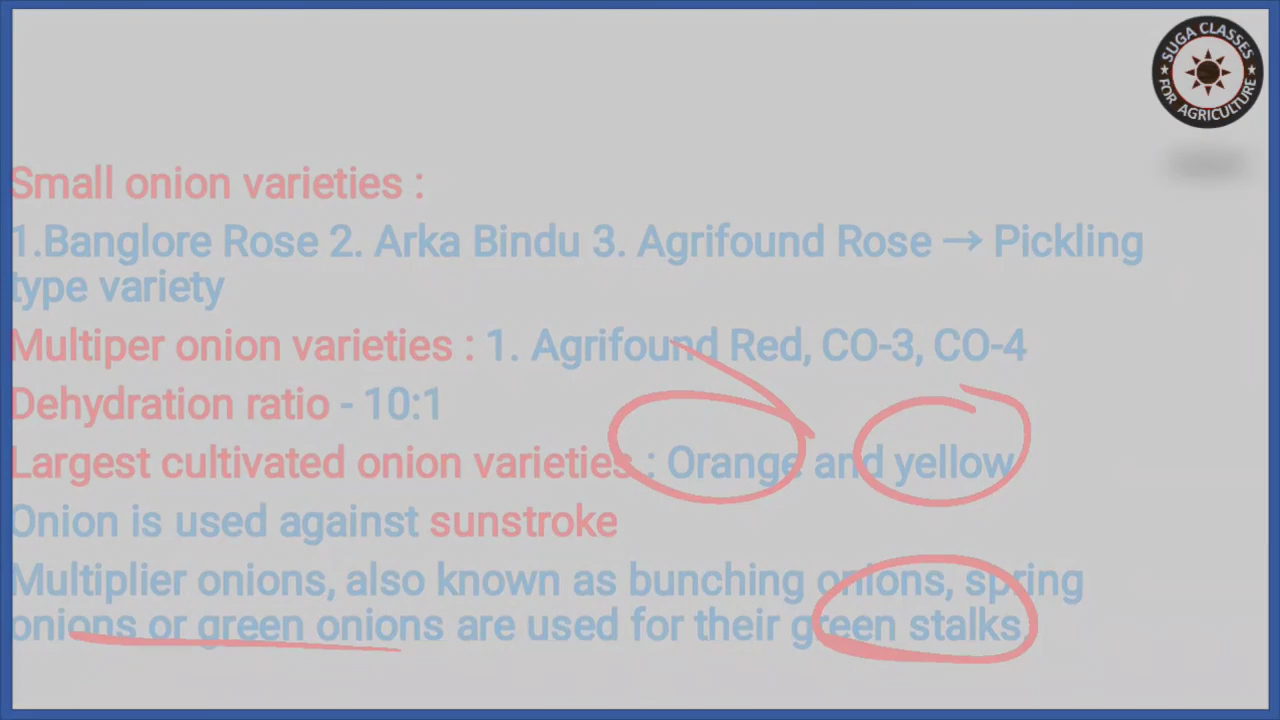 SUGA CLASSES
FOR AGRICULTURE
Small onion varieties :
1.Banglore Rose 2. Arka Bindu 3. Agrifound Rose → Pickling
type variety
Multiper onion varieties : 1. Agrifound Red, CO-3, CO-4
Dehydration ratio - 10:1
Largest cultivated onion varieties : Orange and yellow
Onion is used against sunstroke
Multiplier onions, also known as bunching onions, spring
onions or green onions are used for their green stalks